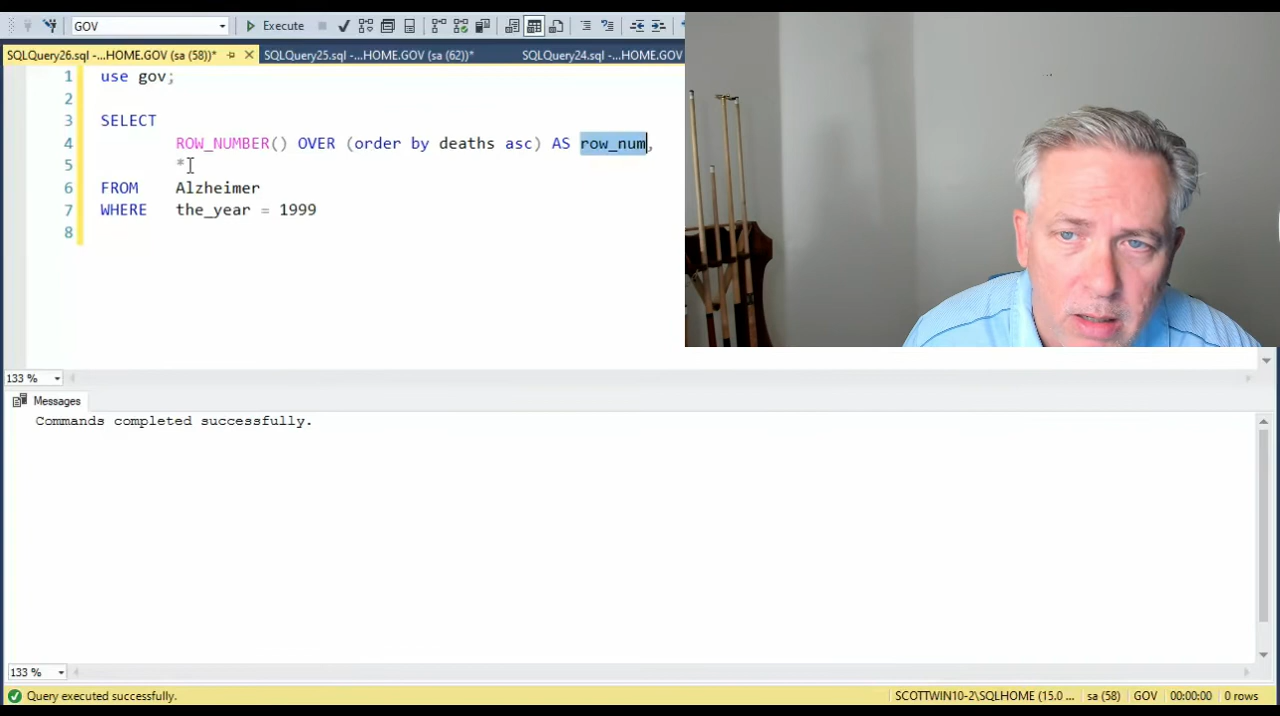 GOV Execute
SQLQuery26.sql -...HOME.GOV (sa (58))* SQLQuery25.sql -...HOME.GOV (sa (62))* SQLQuery24.sql -...HOME.GOV
1 use gov;
2
3 SELECT
4 ROW_NUMBER() OVER (order by deaths asc) AS row_num,
5 *
6 FROM Alzheimer
7 WHERE the_year = 1999
8
133 %
Messages
Commands completed successfully.
133 %
Query executed successfully. SCOTTWIN10-2\SQLHOME (15.0 ... sa (58) GOV 00:00:00 0 rows